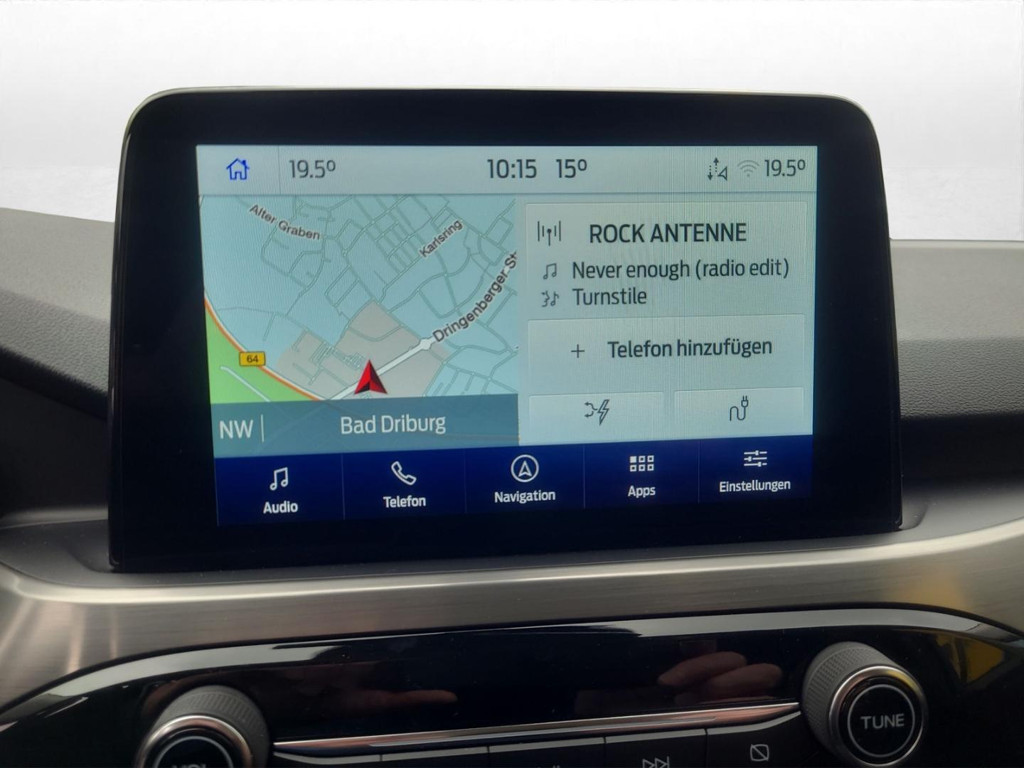 19.5°
10:15 15°
19.5°
Alter Graben
Karlsring
Dringenberger St
64
NW
Bad Driburg
ROCK ANTENNE
Never enough (radio edit)
Turnstile
+ Telefon hinzufügen
Audio
Telefon
Navigation
Apps
Einstellungen
TUNE